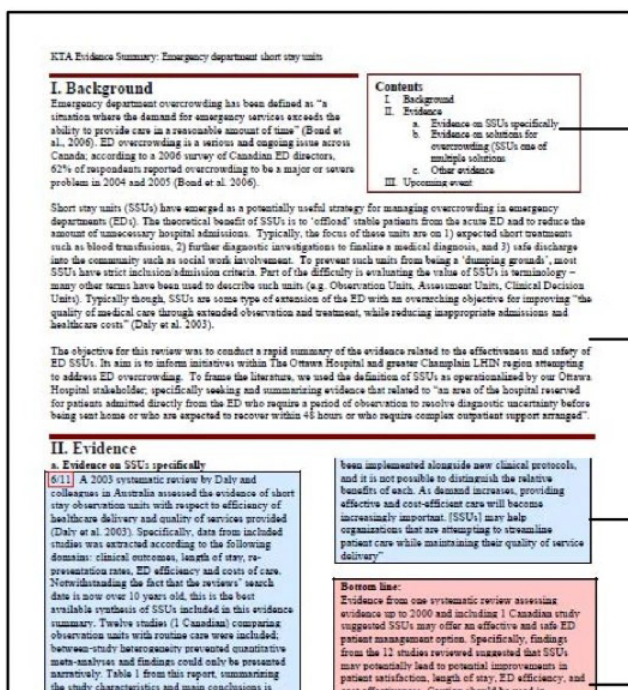 KTA Evidence Summary: Emergency department short stay units
I. Background
Emergency department overcrowding has been defined as “a
situation where the demand for emergency services exceeds the
ability to provide care in a reasonable amount of time” (Bond et
al., 2006). ED overcrowding is a serious and ongoing issue across
Canada; according to a 2006 survey of Canadian ED directors,
62% of respondents reported overcrowding to be a major or severe
problem in 2004 and 2005 (Bond et al. 2006).
Contents
I. Background
II. Evidence
a. Evidence on SSUs specifically
b. Evidence on solutions for
overcrowding (SSUs one of
multiple solutions
c. Other evidence
III. Upcoming event
Short stay units (SSUs) have emerged as a potentially useful strategy for managing overcrowding in emergency
departments (EDs). The theoretical benefit of SSUs is to ‘offload’ stable patients from the acute ED and to reduce the
amount of unnecessary hospital admissions. Typically, the focus of these units are on 1) expected short treatments
such as blood transfusions, 2) further diagnostic investigations to finalize a medical diagnosis, and 3) safe discharge
into the community such as social work involvement. To prevent such units from being a ‘dumping grounds’, most
SSUs have strict inclusion/admission criteria. Part of the difficulty is evaluating the value of SSUs is terminology –
many other terms have been used to describe such units (e.g. Observation Units, Assessment Units, Clinical Decision
Units). Typically though, SSUs are some type of extension of the ED with an overarching objective for improving “the
quality of medical care through extended observation and treatment, while reducing inappropriate admissions and
healthcare costs” (Daly et al. 2003).
The objective for this review was to conduct a rapid summary of the evidence related to the effectiveness and safety of
ED SSUs. Its aim is to inform initiatives within The Ottawa Hospital and greater Champlain LHIN region attempting
to address ED overcrowding. To frame the literature, we used the definition of SSUs as operationalized by our Ottawa
Hospital stakeholder; specifically seeking and summarizing evidence that related to “an area of the hospital reserved
for patients admitted directly from the ED who require a period of observation to resolve diagnostic uncertainty before
being sent home or who are expected to recover within 48 hours or who require complex outpatient support arranged”.
II. Evidence
a. Evidence on SSUs specifically
6/11 A 2003 systematic review by Daly and
colleagues in Australia assessed the evidence of short
stay observation units with respect to efficiency of
healthcare delivery and quality of services provided
(Daly et al. 2003). Specifically, data from included
studies was extracted according to the following
domains: clinical outcomes, length of stay, re-
presentation rates, ED efficiency and costs of care.
Notwithstanding the fact that the reviews’ search
date is now over 10 years old, this is the best
available synthesis of SSUs included in this evidence
summary. Twelve studies (1 Canadian) comparing
observation units with routine care were included;
between-study heterogeneity prevented quantitative
meta-analyses and findings could only be presented
narratively. Table 1 from this report, summarizing
the study characteristics and main conclusions is
been implemented alongside new clinical protocols,
and it is not possible to distinguish the relative
benefits of each. As demand increases, providing
effective and cost-efficient care will become
increasingly important. [SSUs] may help
organizations that are attempting to streamline
patient care while maintaining their quality of service
delivery”
Bottom line:
Evidence from one systematic review assessing
evidence up to 2000 and including 1 Canadian study
suggested SSUs may offer an effective and safe ED
patient management option. Specifically, findings
from the 12 studies reviewed suggested that SSUs
may potentially lead to potential improvements in
patient satisfaction, length of stay, ED efficiency, and